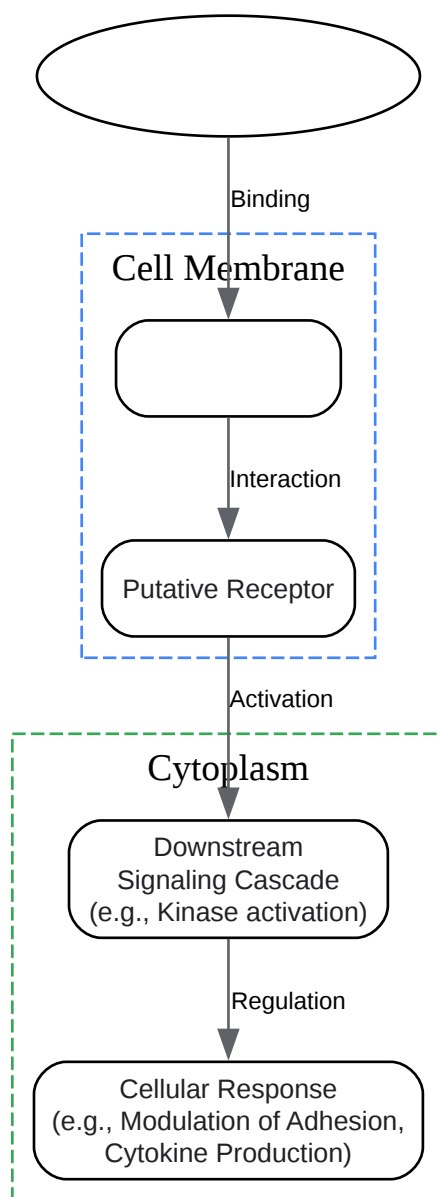 Binding
Cell Membrane
Interaction
Putative Receptor
Activation
Cytoplasm
Downstream
Signaling Cascade
(e.g., Kinase activation)
Regulation
Cellular Response
(e.g., Modulation of Adhesion,
Cytokine Production)